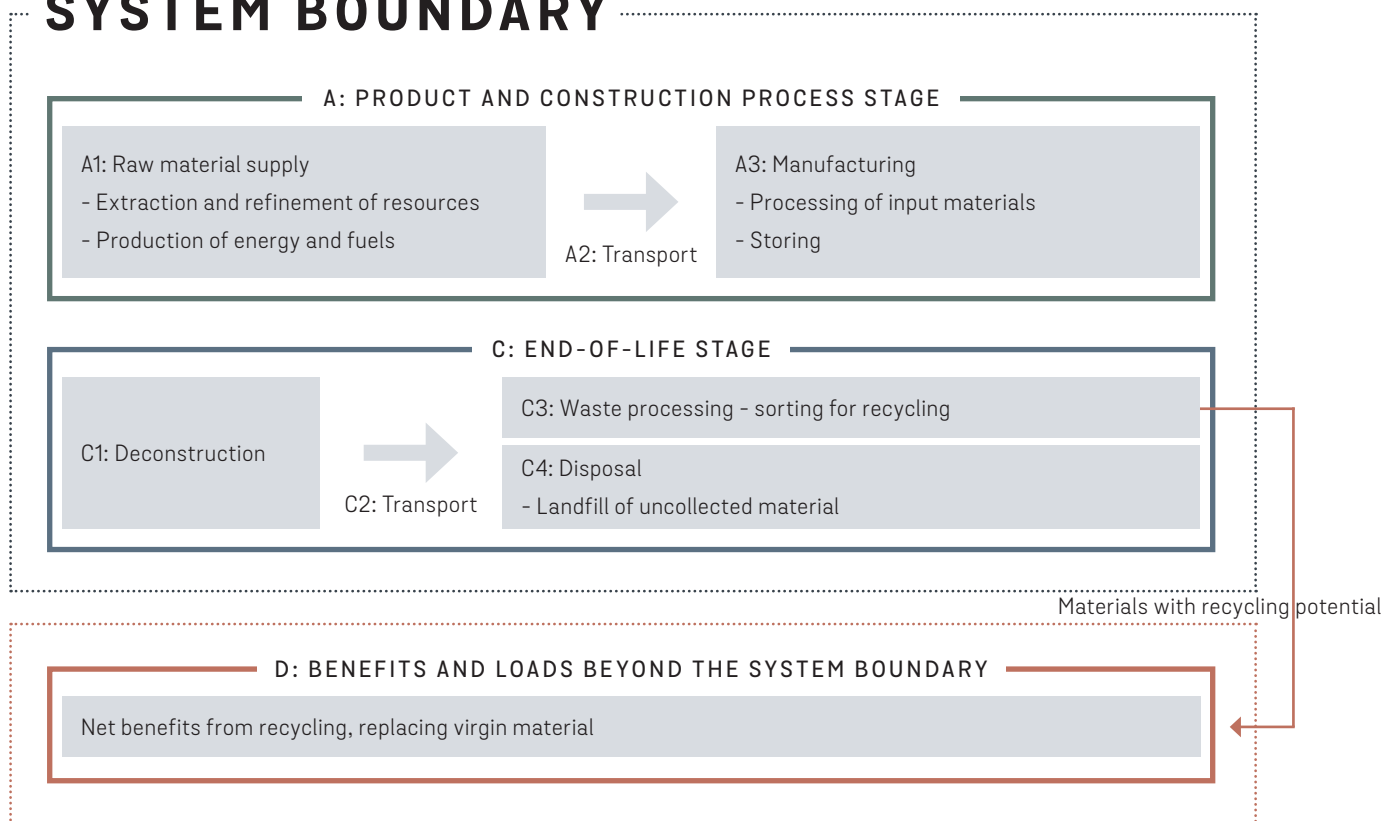 SYSTEM BOUNDARY
A: PRODUCT AND CONSTRUCTION PROCESS STAGE
A1: Raw material supply
- Extraction and refinement of resources
- Production of energy and fuels
A2: Transport
A3: Manufacturing
- Processing of input materials
- Storing
C: END-OF-LIFE STAGE
C1: Deconstruction
C2: Transport
C3: Waste processing - sorting for recycling
C4: Disposal
- Landfill of uncollected material
Materials with recycling potential
D: BENEFITS AND LOADS BEYOND THE SYSTEM BOUNDARY
Net benefits from recycling, replacing virgin material